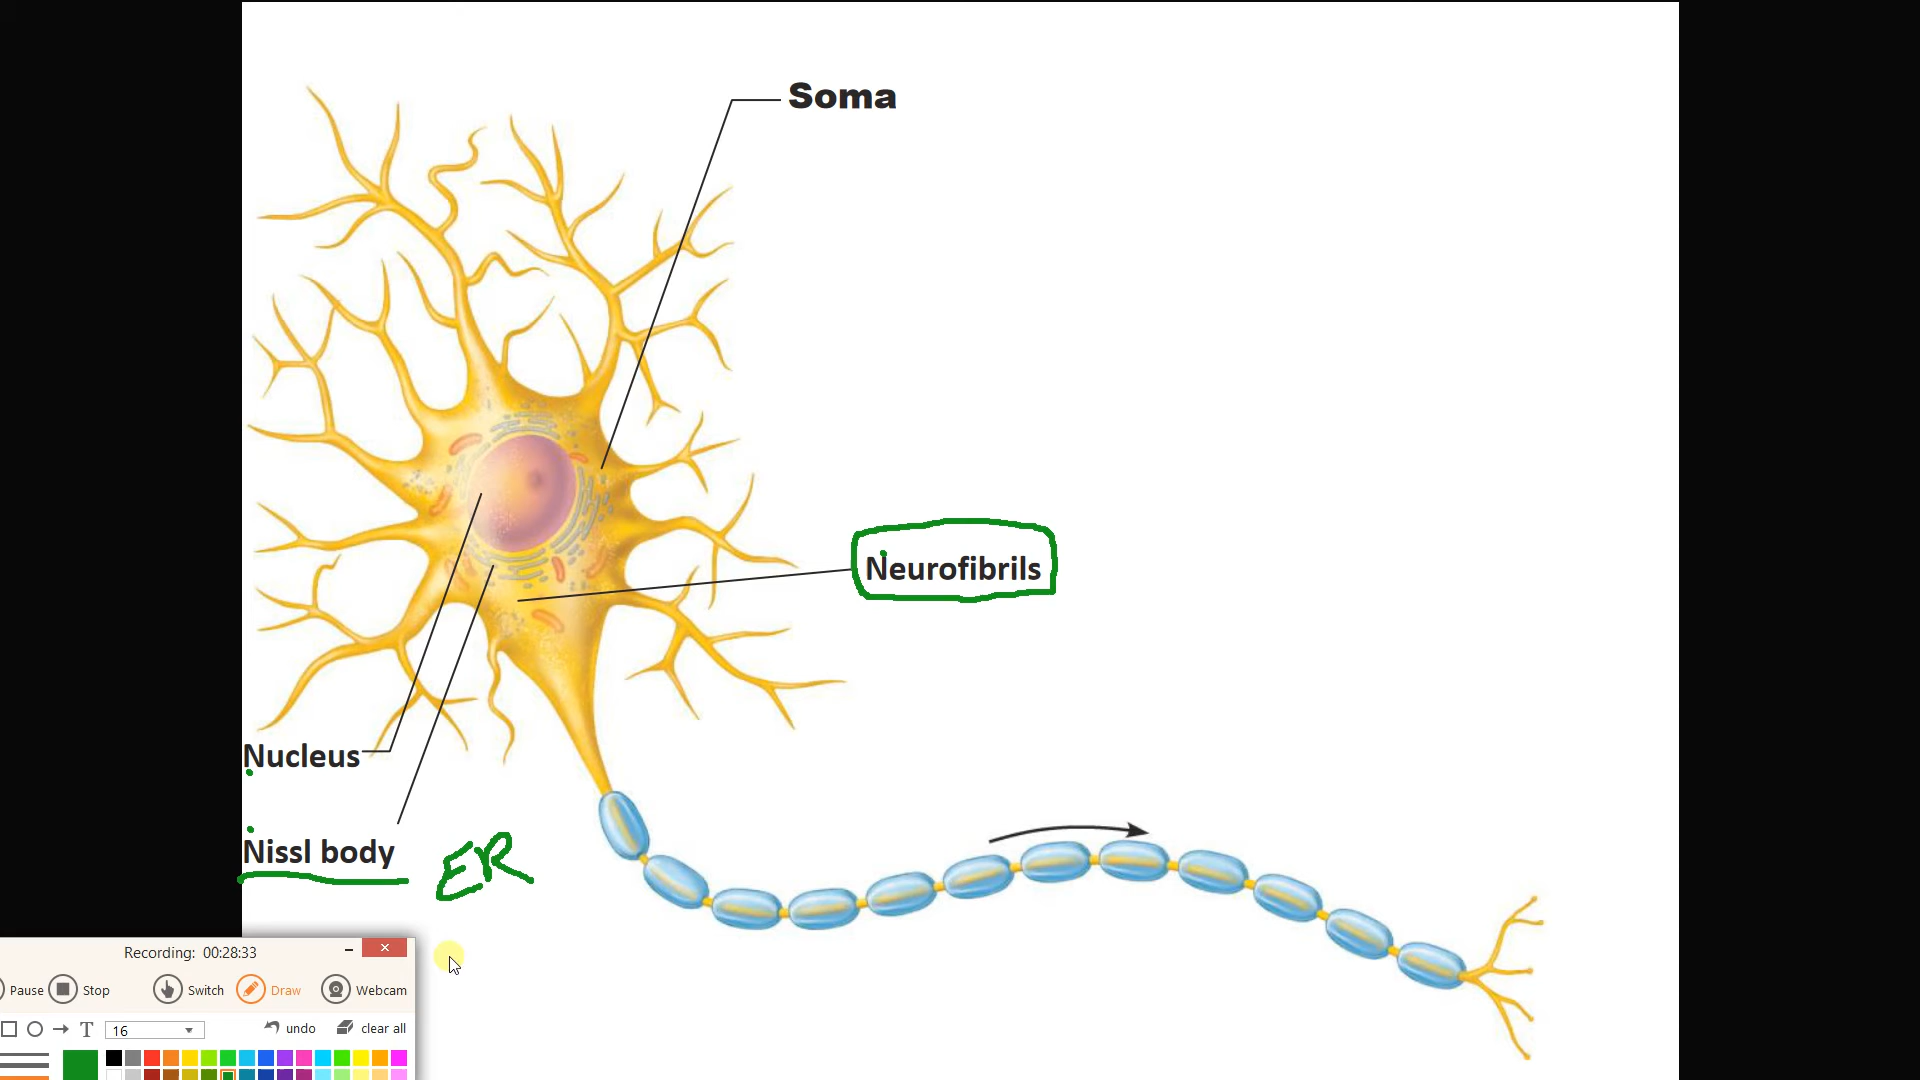 Soma
Neurofibrils
Nucleus
Nissl body ER
Recording: 00:28:33
Pause Stop Switch Draw Webcam
T 16 undo clear all